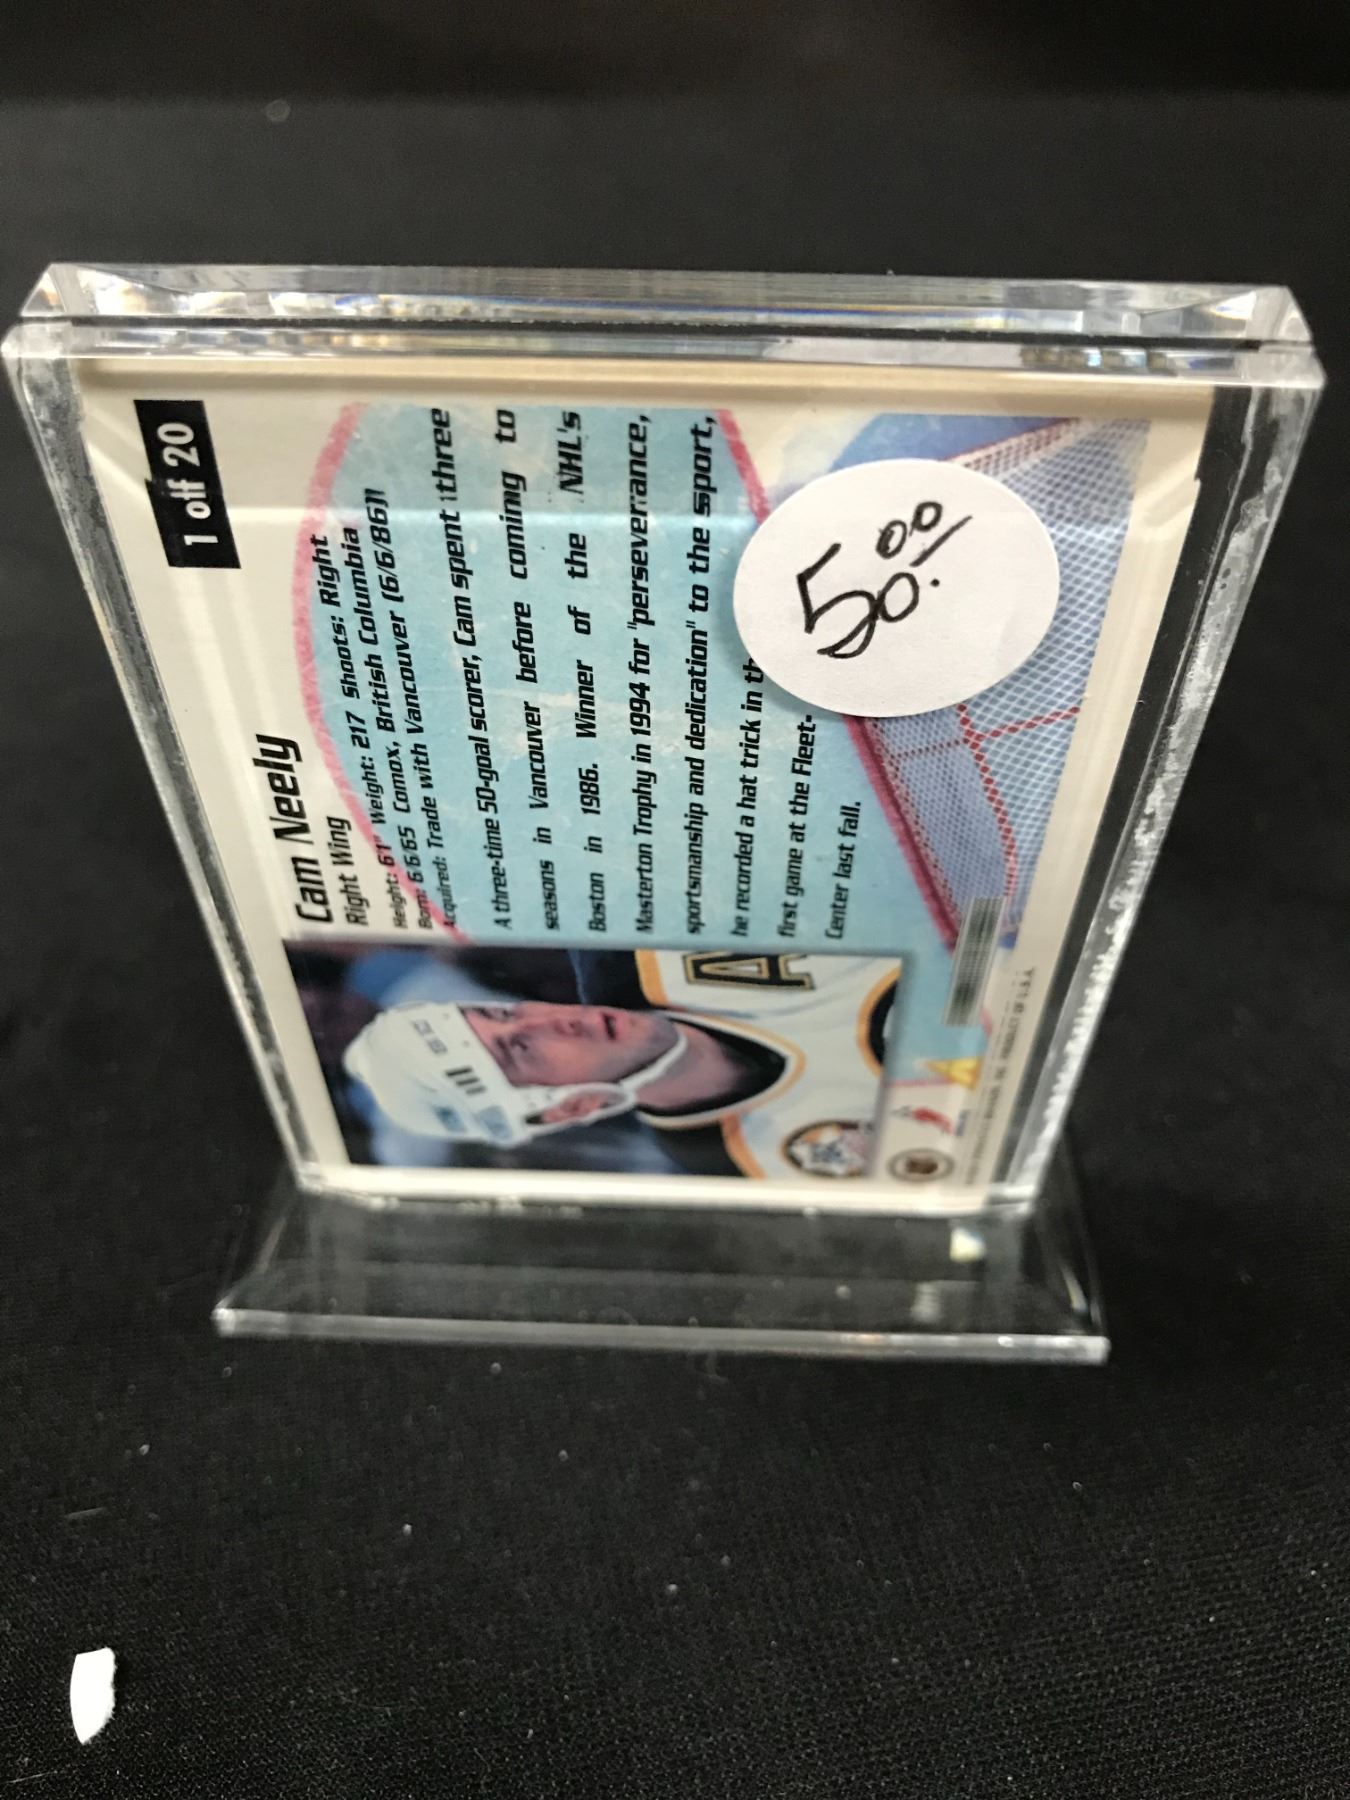 1 of 20
Cam Neely
Right Wing
Height: 6'1" Weight: 217 Shoots: Right
Born: 6/6/65 Comox, British Columbia
Acquired: Trade with Vancouver (6/6/86)
A three-time 50-goal scorer, Cam spent three
seasons in Vancouver before coming to
Boston in 1986. Winner of the NHL's
Masterton Trophy in 1994 for "perseverance,
sportsmanship and dedication" to the sport,
he recorded a hat trick in th
first game at the Fleet-
Center last fall.
50.00
A